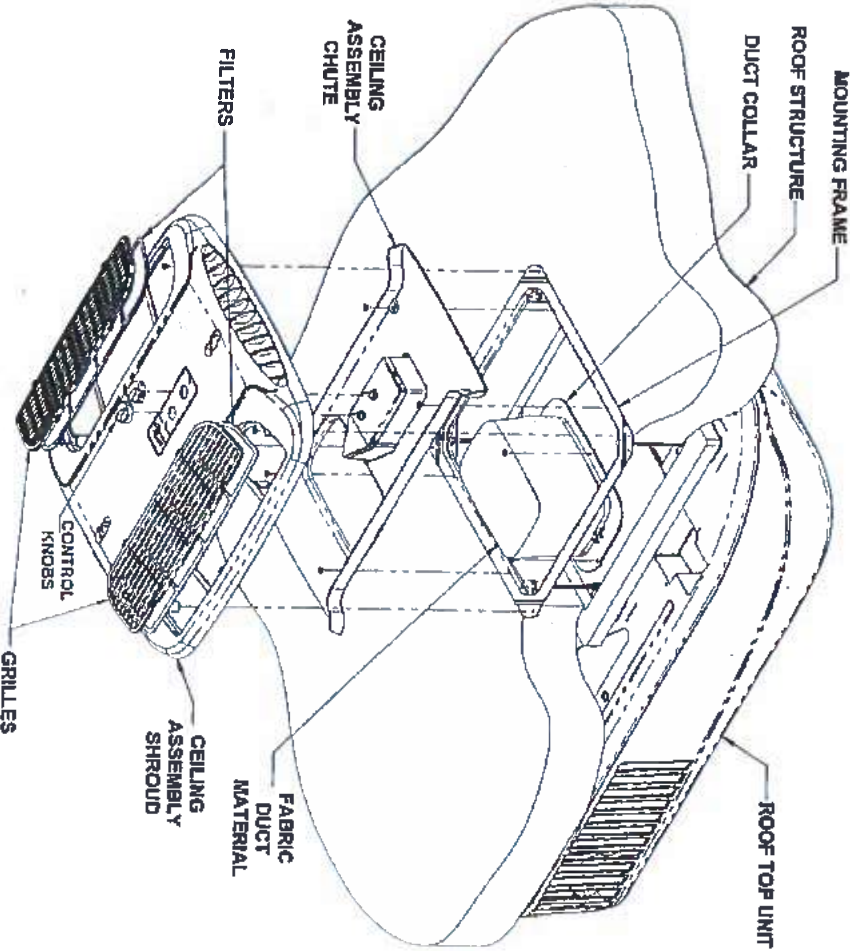 MOUNTING FRAME
ROOF STRUCTURE
DUCT COLLAR
CEILING
ASSEMBLY
CHUTE
FILTERS
CONTROL
KNOBS
GRILLES
CEILING
ASSEMBLY
SHROUD
FABRIC
DUCT
MATERIAL
ROOF TOP UNIT